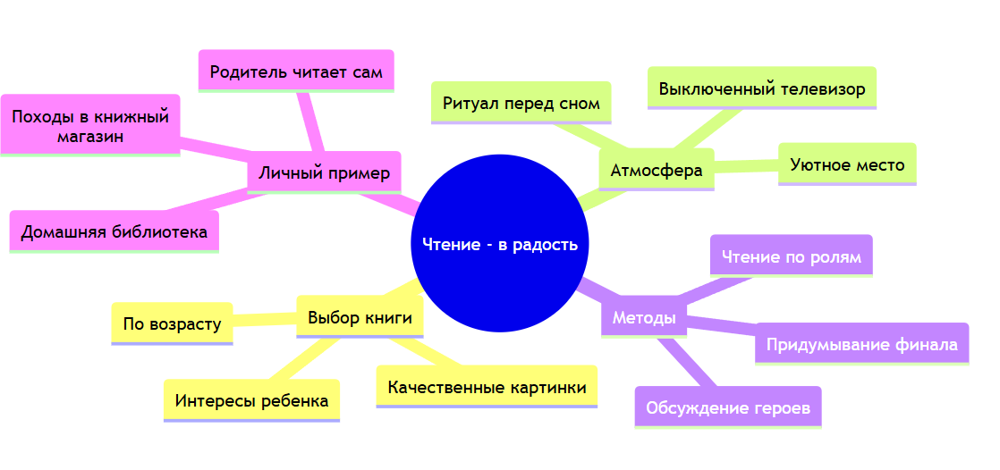 Чтение - в радость
Личный пример
Родитель читает сам
Походы в книжный
магазин
Домашняя библиотека
Атмосфера
Ритуал перед сном
Выключенный телевизор
Уютное место
Выбор книги
По возрасту
Интересы ребенка
Качественные картинки
Методы
Чтение по ролям
Придумывание финала
Обсуждение героев